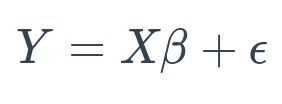 Y = Xβ + ϵ